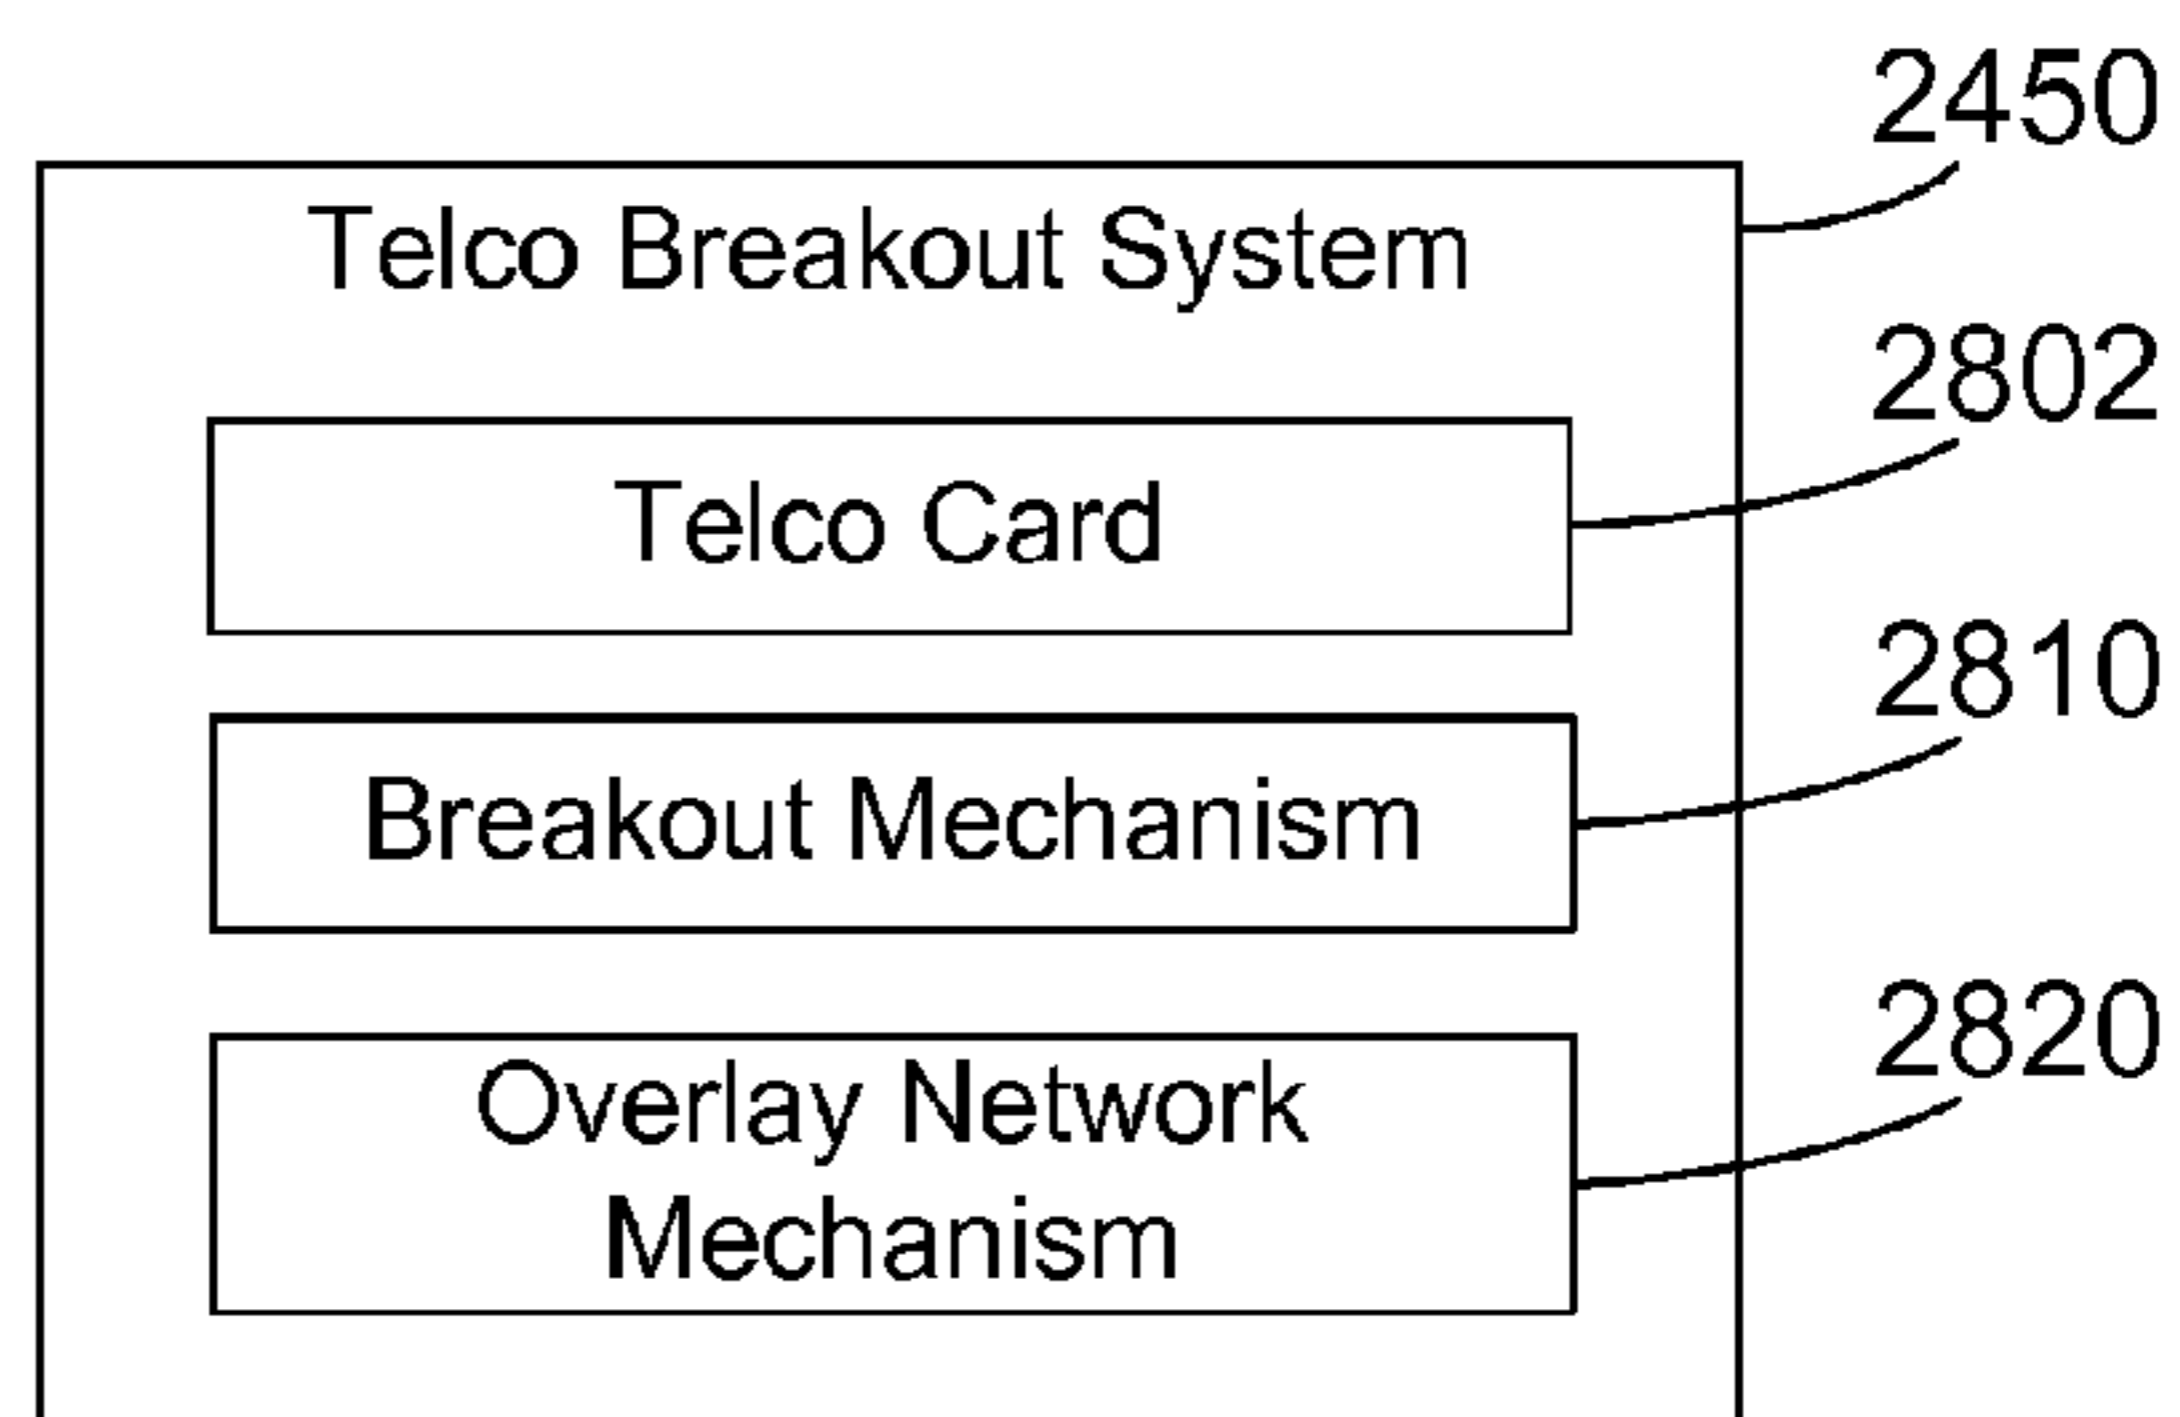 2450
Telco Breakout System
2802
Telco Card
2810
Breakout Mechanism
2820
Overlay Network
Mechanism